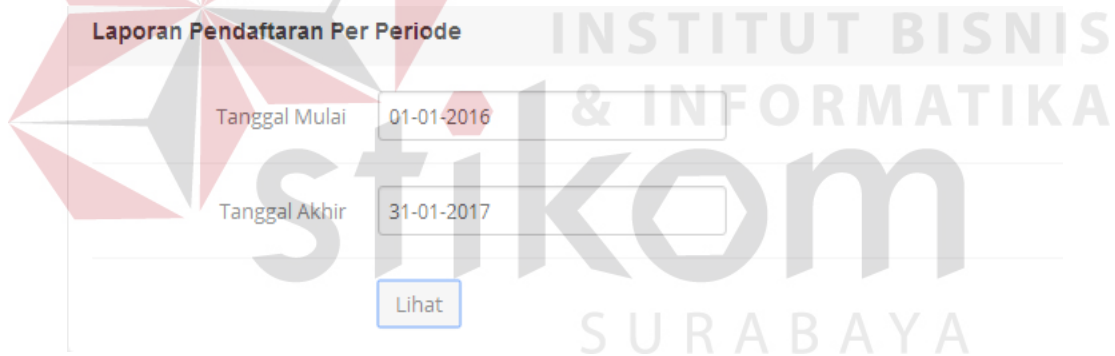 Laporan Pendaftaran Per Periode
INSTITUT BISNIS
& INFORMATIKA
Tanggal Mulai 01-01-2016
stikom
Tanggal Akhir 31-01-2017
Lihat
SURABAYA